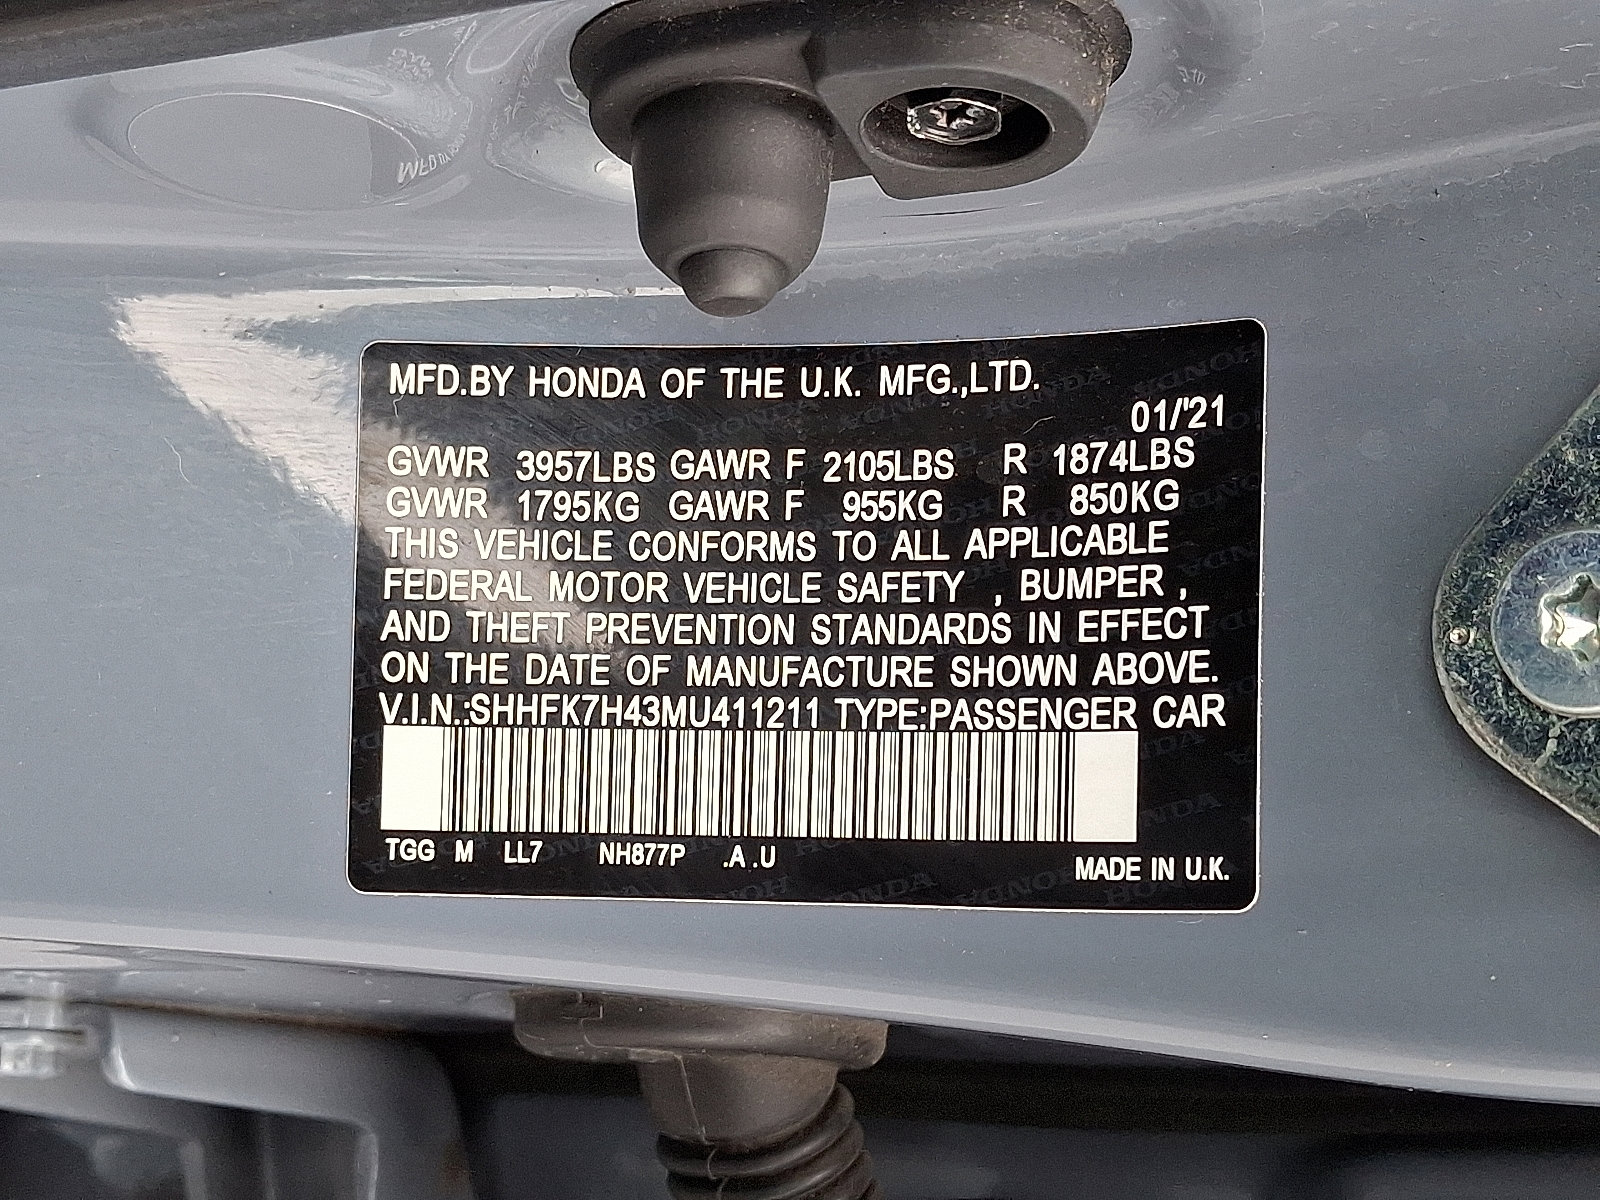 MFD.BY HONDA OF THE U.K. MFG.,LTD.
01/'21
GVWR 3957LBS GAWR F 2105LBS R 1874LBS
GVWR 1795KG GAWR F 955KG R 850KG
THIS VEHICLE CONFORMS TO ALL APPLICABLE
FEDERAL MOTOR VEHICLE SAFETY , BUMPER ,
AND THEFT PREVENTION STANDARDS IN EFFECT
ON THE DATE OF MANUFACTURE SHOWN ABOVE.
V.I.N.:SHHFK7H43MU411211 TYPE:PASSENGER CAR
TGG M LL7 NH877P .A .U
MADE IN U.K.